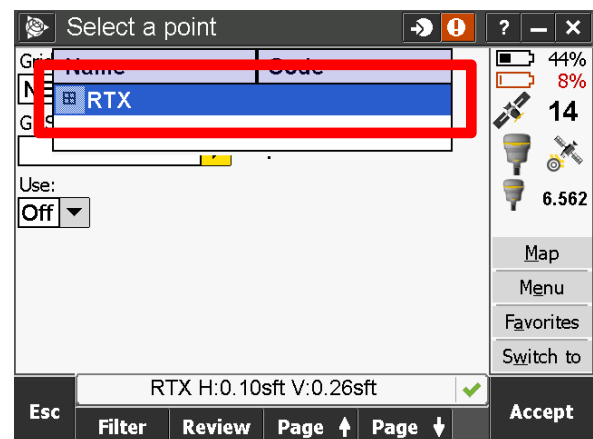 Select a point
? – ×
Name Code
RTX
44%
8%
14
6.562
Use:
Off
Map
Menu
Favorites
Switch to
RTX H:0.10sft V:0.26sft
Esc
Filter Review Page Page
Accept